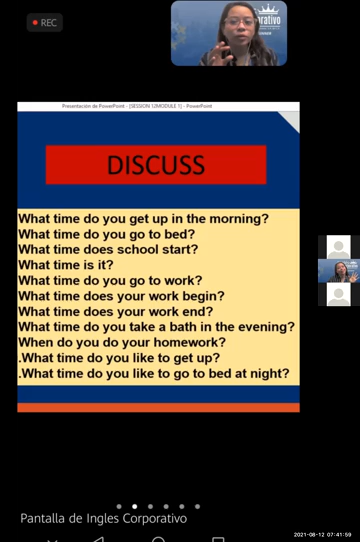 REC
orativo
Presentación de PowerPoint - [SESSION 12MODULE 1] - PowerPoint
DISCUSS
What time do you get up in the morning?
What time do you go to bed?
What time does school start?
What time is it?
What time do you go to work?
What time does your work begin?
What time does your work end?
What time do you take a bath in the evening?
When do you do your homework?
.What time do you like to get up?
.What time do you like to go to bed at night?
Pantalla de Ingles Corporativo
2021-06-12 07:41:59